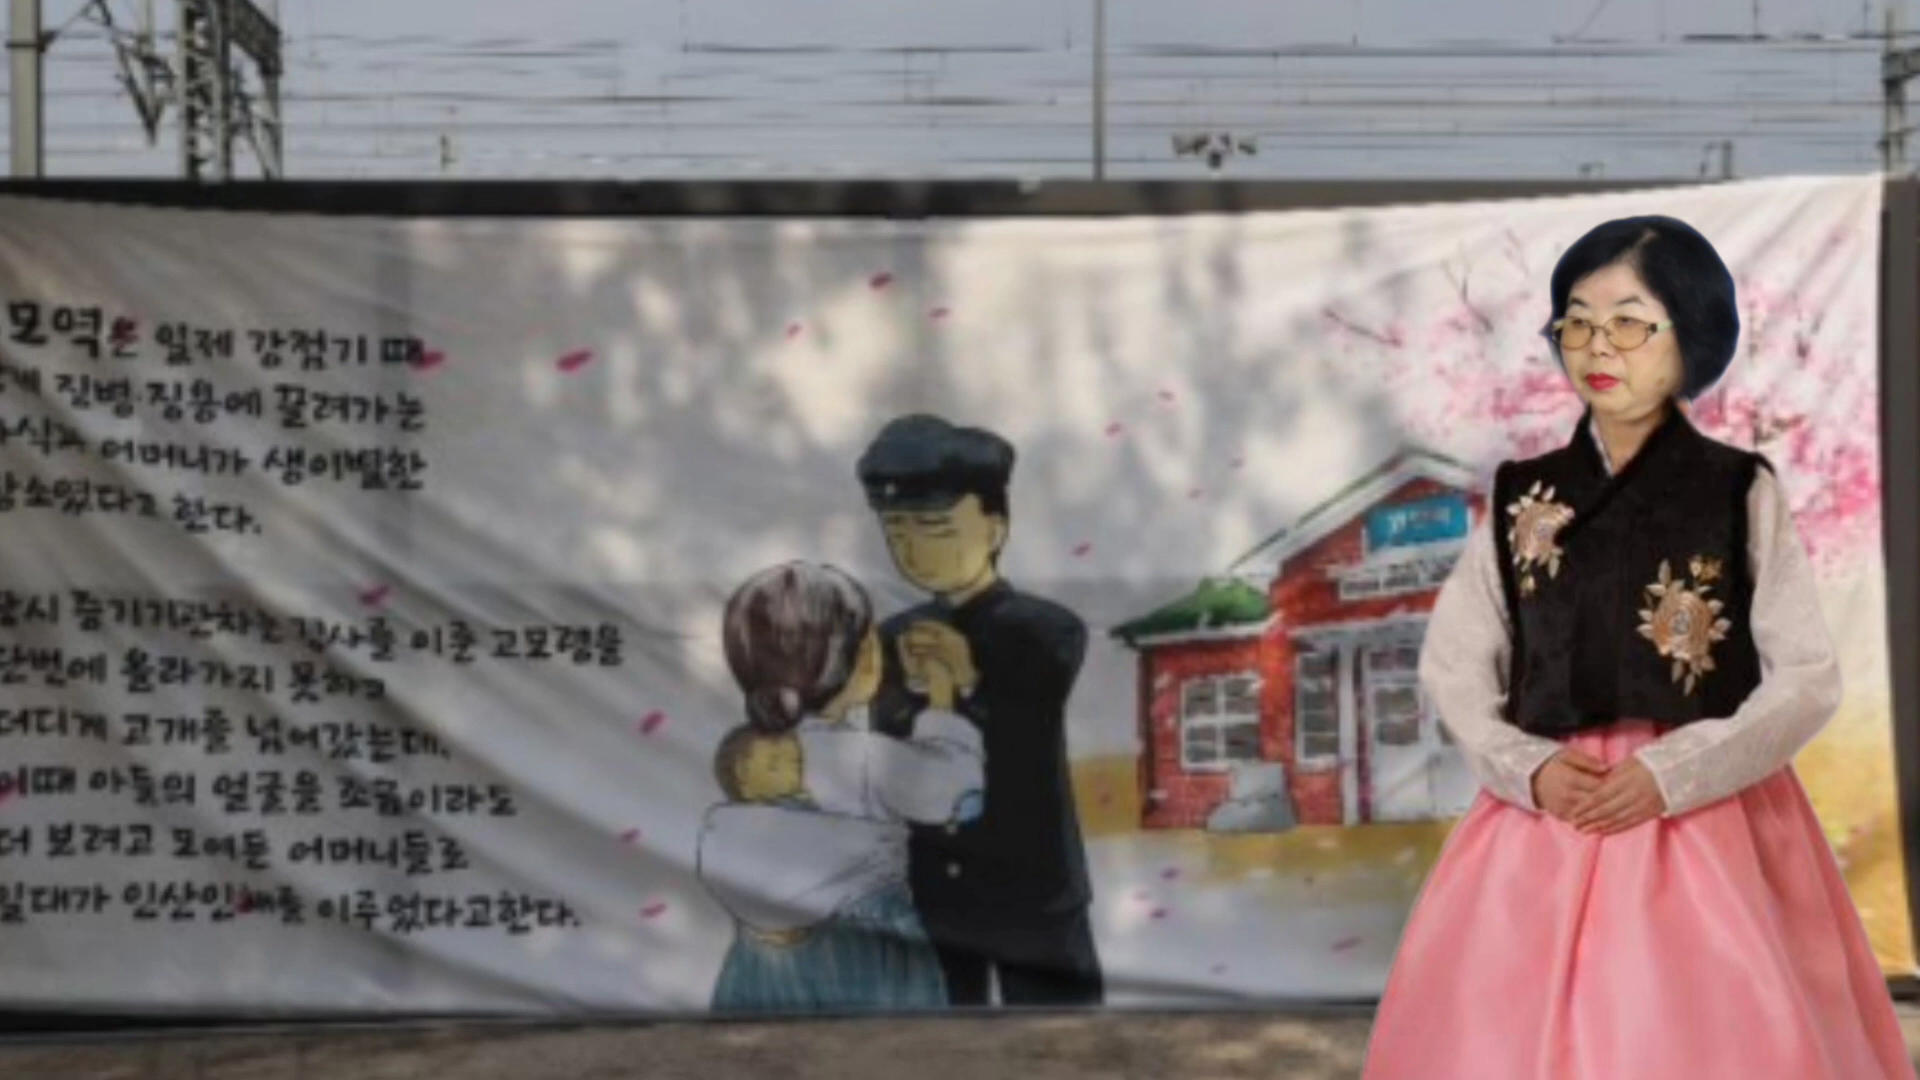 모역은 일제 강점기 때
징병·징용에 끌려가는
자식과 어머니가 생이별한
장소였다고 한다.
당시 증기기관차는 경사를 이룬 고모령을
단번에 올라가지 못하고
더디게 고개를 넘어갔는데,
이때 아들의 얼굴을 조금이라도
더 보려고 모여든 어머니들로
일대가 인산인해를 이루었다고한다.